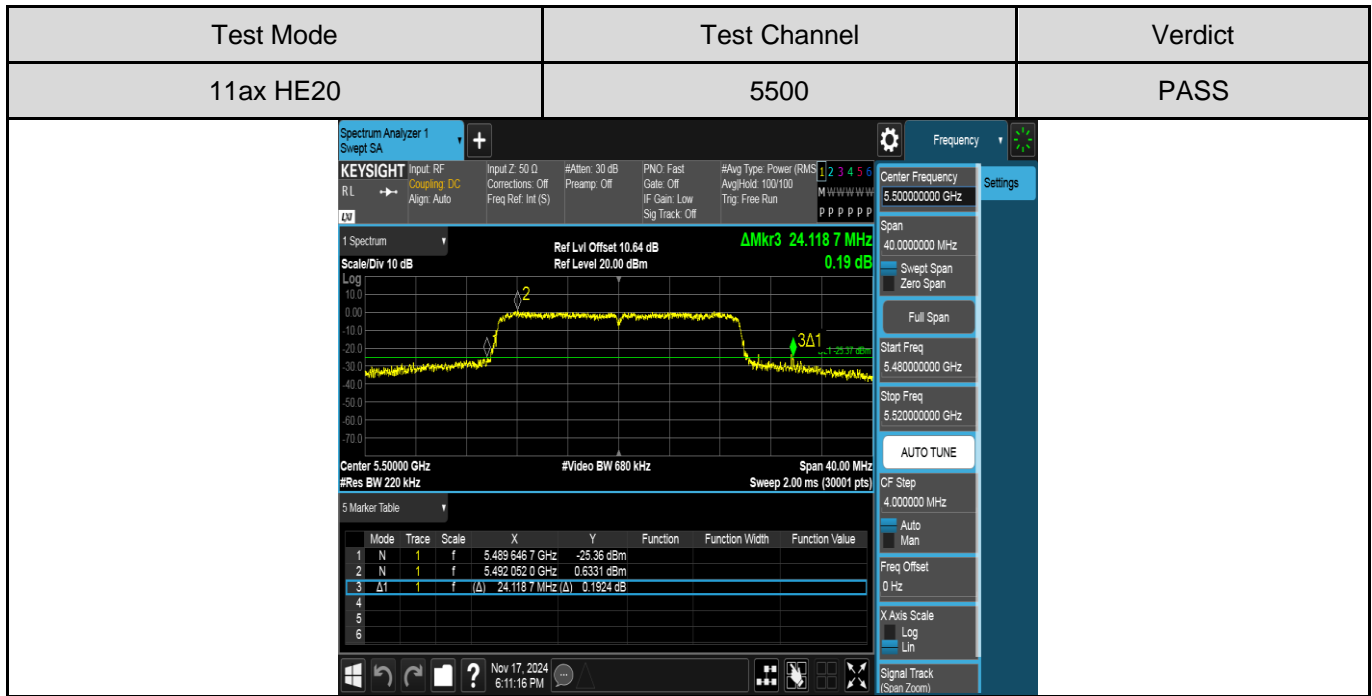 Test Mode Test Channel Verdict
11ax HE20 5500 PASS
Spectrum Analyzer 1
Swept SA
+
Frequency
KEYSIGHT Input: RF Input Z: 50 Ω #Atten: 30 dB PNO: Fast #Avg Type: Power (RMS 1 2 3 4 5 6
RL Coupling: DC Corrections: Off Preamp: Off Gate: Off Avg|Hold: 100/100 M W W W W W
Align: Auto Freq Ref: Int (S) IF Gain: Low Trig: Free Run
LXI Sig Track: Off P P P P P P
1 Spectrum Ref Lvl Offset 10.64 dB ΔMkr3 24.118 7 MHz
Scale/Div 10 dB Ref Level 20.00 dBm 0.19 dB
Log
10.0
0.00
-10.0
-20.0
-30.0
-40.0
-50.0
-60.0
-70.0
2
1
3Δ1
-25.37 dBm
Center 5.50000 GHz #Video BW 680 kHz Span 40.00 MHz
#Res BW 220 kHz Sweep 2.00 ms (30001 pts)
5 Marker Table
Mode Trace Scale X Y Function Function Width Function Value
1 N 1 f 5.489 646 7 GHz -25.36 dBm
2 N 1 f 5.492 052 0 GHz 0.6331 dBm
3 Δ1 1 f (Δ) 24.118 7 MHz (Δ) 0.1924 dB
4
5
6
? Nov 17, 2024
6:11:16 PM
Center Frequency
5.500000000 GHz
Settings
Span
40.0000000 MHz
Swept Span
Zero Span
Full Span
Start Freq
5.480000000 GHz
Stop Freq
5.520000000 GHz
AUTO TUNE
CF Step
4.000000 MHz
Auto
Man
Freq Offset
0 Hz
X Axis Scale
Log
Lin
Signal Track
(Span Zoom)